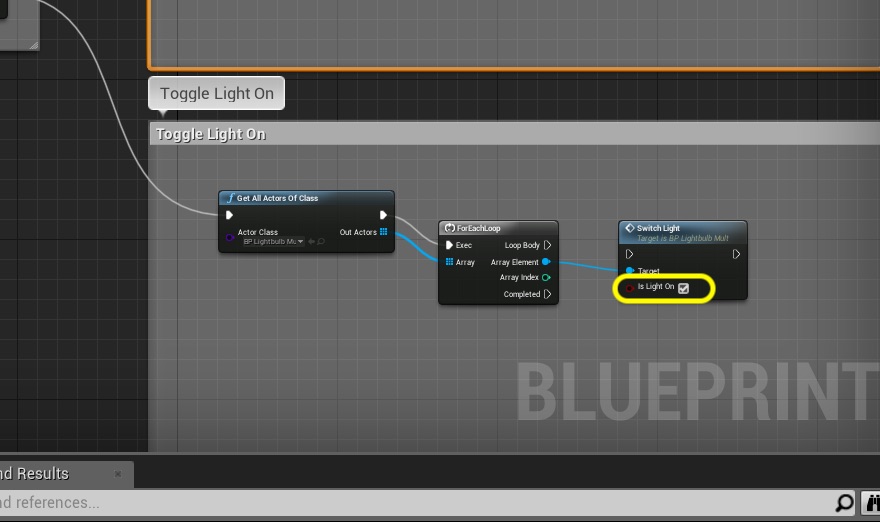 Toggle Light On
Toggle Light On
f Get All Actors Of Class
Actor Class
BP Lightbulb Mu
Out Actors
ForEachLoop
Exec
Loop Body
Array
Array Element
Array Index
Completed
Switch Light
Target is BP Lightbulb Mult
Target
Is Light On
BLUEPRINT
nd Results
nd references...